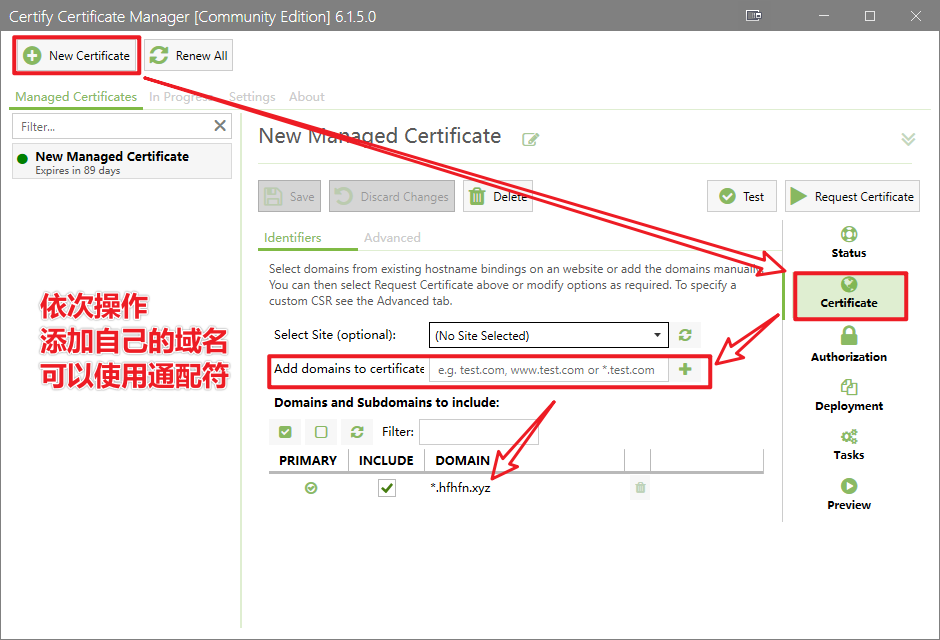 Certify Certificate Manager [Community Edition] 6.1.5.0
New Certificate
Renew All
Managed Certificates
In Progress
Settings
About
Filter...
New Managed Certificate
Expires in 89 days
New Managed Certificate
Save
Discard Changes
Delete
Test
Request Certificate
Identifiers
Advanced
Select domains from existing hostname bindings on an website or add the domains manually.
You can then select Request Certificate above or modify options as required. To specify a
custom CSR see the Advanced tab.
Select Site (optional):
(No Site Selected)
Add domains to certificate
e.g. test.com, www.test.com or *.test.com
Domains and Subdomains to include:
Filter:
PRIMARY
INCLUDE
DOMAIN
*.hfhfn.xyz
Status
Certificate
Authorization
Deployment
Tasks
Preview
依次操作
添加自己的域名
可以使用通配符